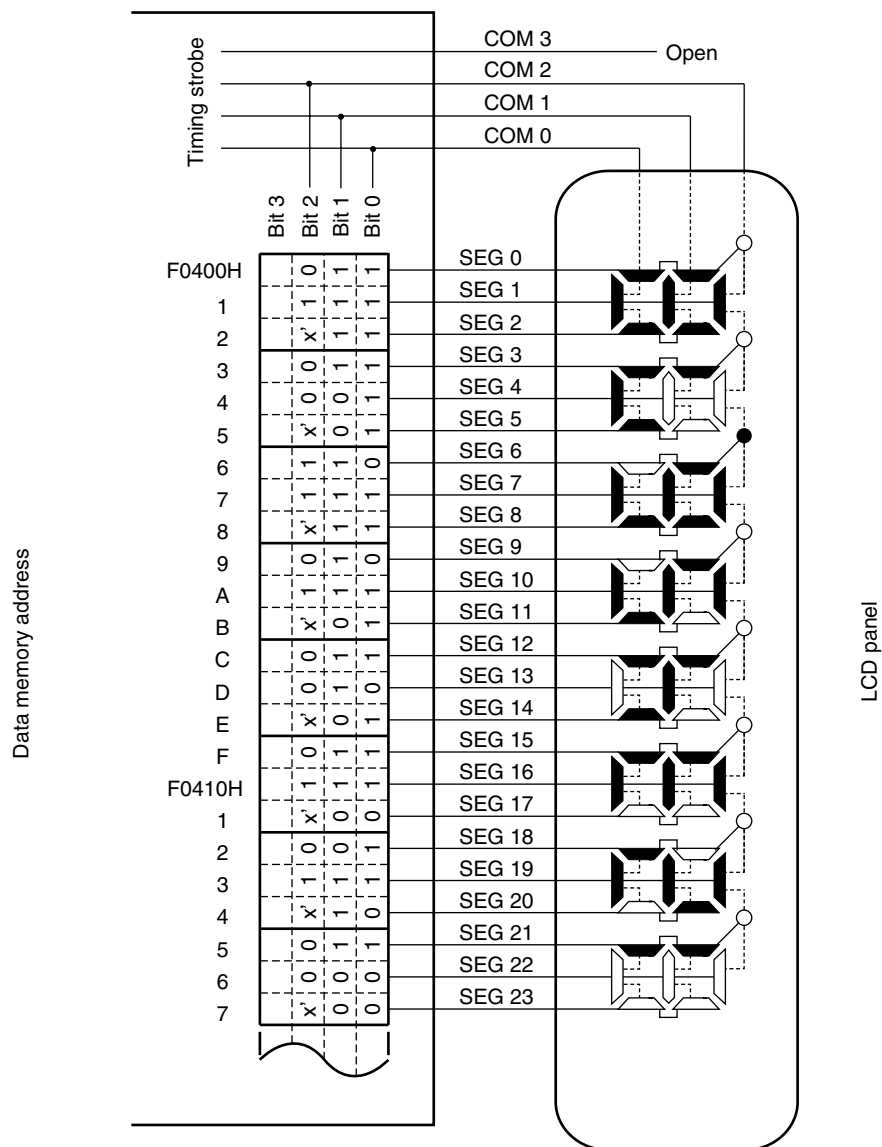 COM 3
Open
COM 2
COM 1
COM 0
Timing strobe
Bit 3
Bit 2
Bit 1
Bit 0
F0400H 0 1 1 SEG 0
1 1 1 1 SEG 1
2 x' 1 1 SEG 2
3 0 1 1 SEG 3
4 0 0 1 SEG 4
5 x' 0 1 SEG 5
6 1 1 0 SEG 6
7 1 1 1 SEG 7
8 x' 1 1 SEG 8
9 0 1 0 SEG 9
A 1 1 1 SEG 10
B x' 0 1 SEG 11
C 0 1 1 SEG 12
D 0 1 0 SEG 13
E x' 0 1 SEG 14
F 0 1 1 SEG 15
F0410H 1 1 1 SEG 16
1 x' 0 0 SEG 17
2 0 0 1 SEG 18
3 1 1 1 SEG 19
4 x' 1 0 SEG 20
5 0 1 1 SEG 21
6 0 0 0 SEG 22
7 x' 0 0 SEG 23
Data memory address
LCD panel